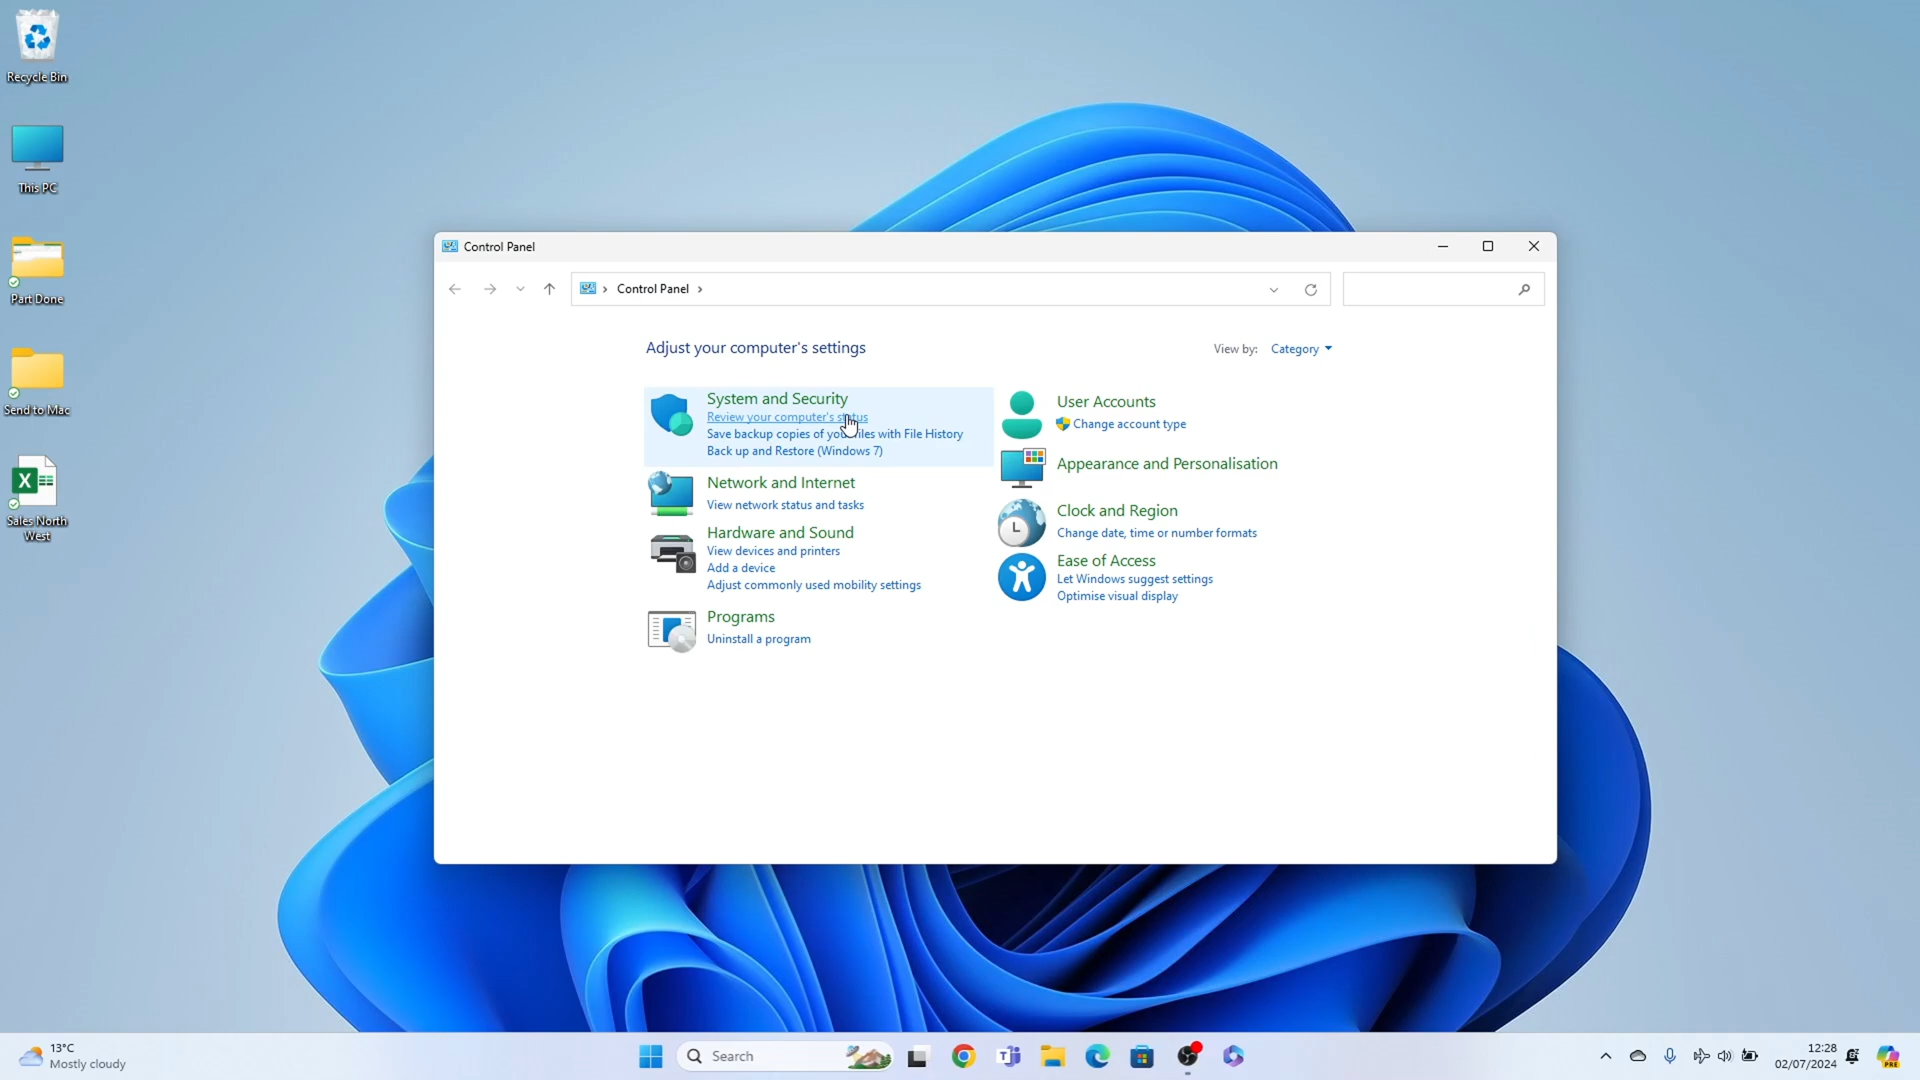 Recycle Bin
This PC
Part Done
Send to Mac
Sales North
West
Control Panel
Control Panel
Adjust your computer's settings
View by: Category
System and Security
Review your computer's status
Save backup copies of your files with File History
Back up and Restore (Windows 7)
Network and Internet
View network status and tasks
Hardware and Sound
View devices and printers
Add a device
Adjust commonly used mobility settings
Programs
Uninstall a program
User Accounts
Change account type
Appearance and Personalisation
Clock and Region
Change date, time or number formats
Ease of Access
Let Windows suggest settings
Optimise visual display
13°C
Mostly cloudy
Search
12:28
02/07/2024
PRE